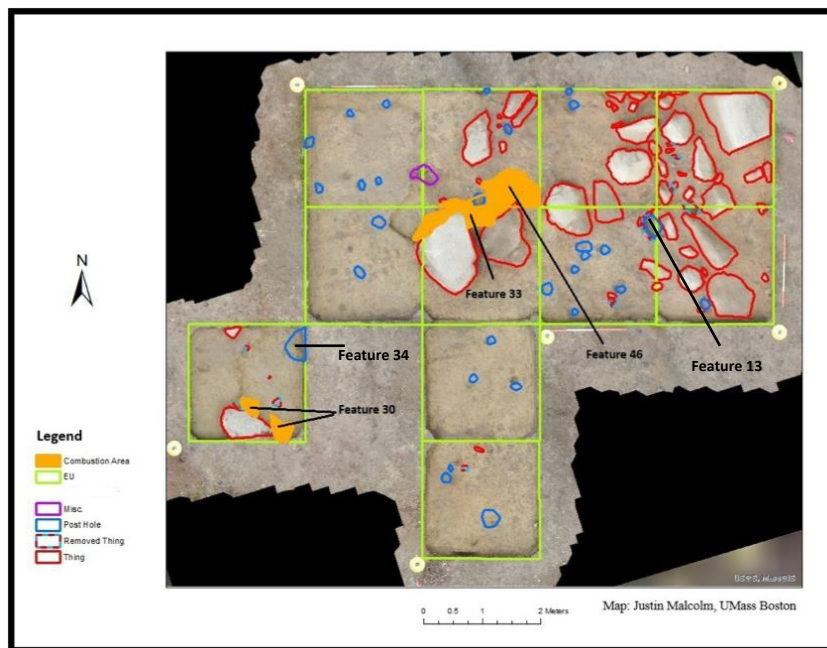 N
Feature 33
Feature 46
Feature 34
Feature 13
Feature 30
Legend
Combustion Area
EU
Misc.
Post Hole
Removed Thing
Thing
0 0.5 1 2 Meters
Map: Justin Malcolm, UMass Boston